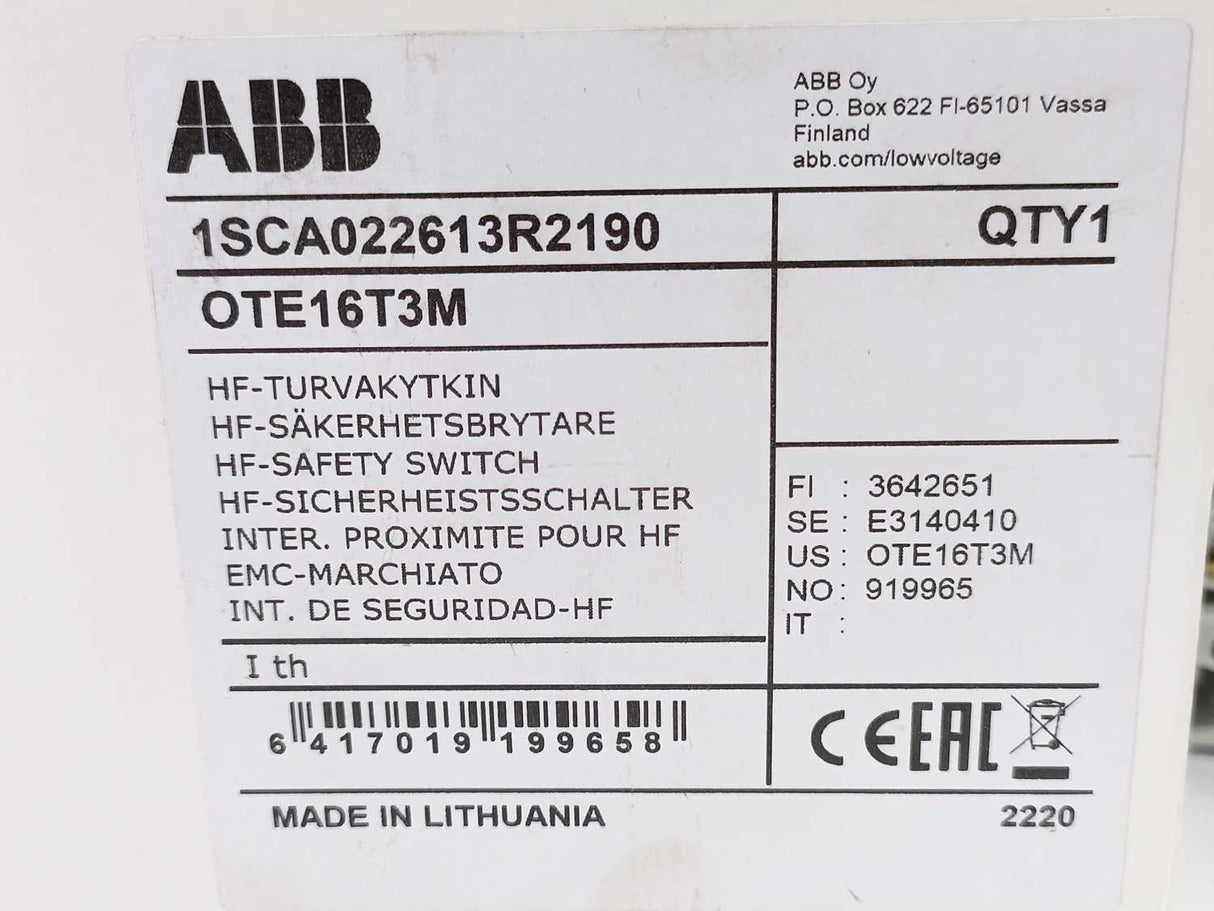 ABB
ABB Oy
P.O. Box 622 FI-65101 Vassa
Finland
abb.com/lowvoltage
1SCA022613R2190
QTY1
OTE16T3M
HF-TURVAKYTKIN
HF-SÄKERHETSBRYTARE
HF-SAFETY SWITCH
HF-SICHERHEISTSSCHALTER
INTER. PROXIMITE POUR HF
EMC-MARCHIATO
INT. DE SEGURIDAD-HF
FI : 3642651
SE : E3140410
US : OTE16T3M
NO : 919965
IT :
I th
6 417019 199658
CE EAC
MADE IN LITHUANIA
2220